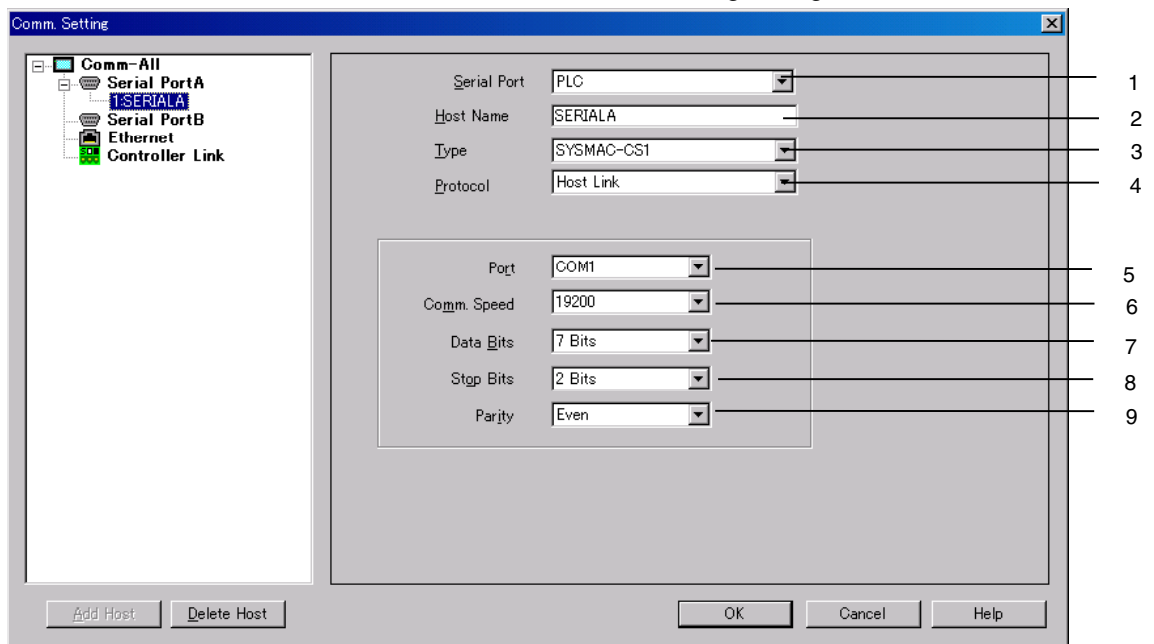 Comm. Setting
Comm-All
Serial PortA
1:SERIALA
Serial PortB
Ethernet
Controller Link
Serial Port PLC 1
Host Name SERIALA 2
Type SYSMAC-CS1 3
Protocol Host Link 4
Port COM1 5
Comm. Speed 19200 6
Data Bits 7 Bits 7
Stop Bits 2 Bits 8
Parity Even 9
Add Host Delete Host OK Cancel Help